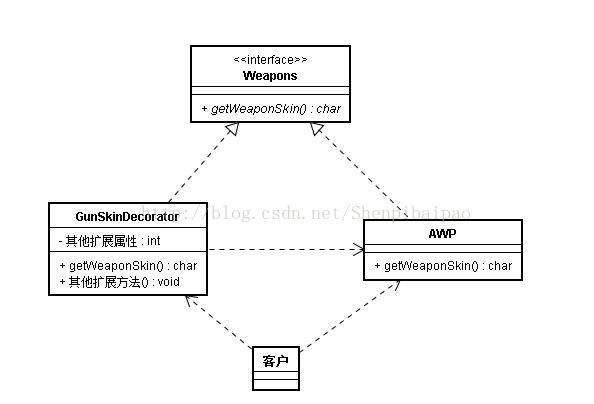 <<interface>>
Weapons
+ getWeaponSkin() : char
http://blog.csdn.net/Shenpibaipao
GunSkinDecorator
- 其他扩展属性 : int
+ getWeaponSkin() : char
+ 其他扩展方法() : void
AWP
+ getWeaponSkin() : char
客户